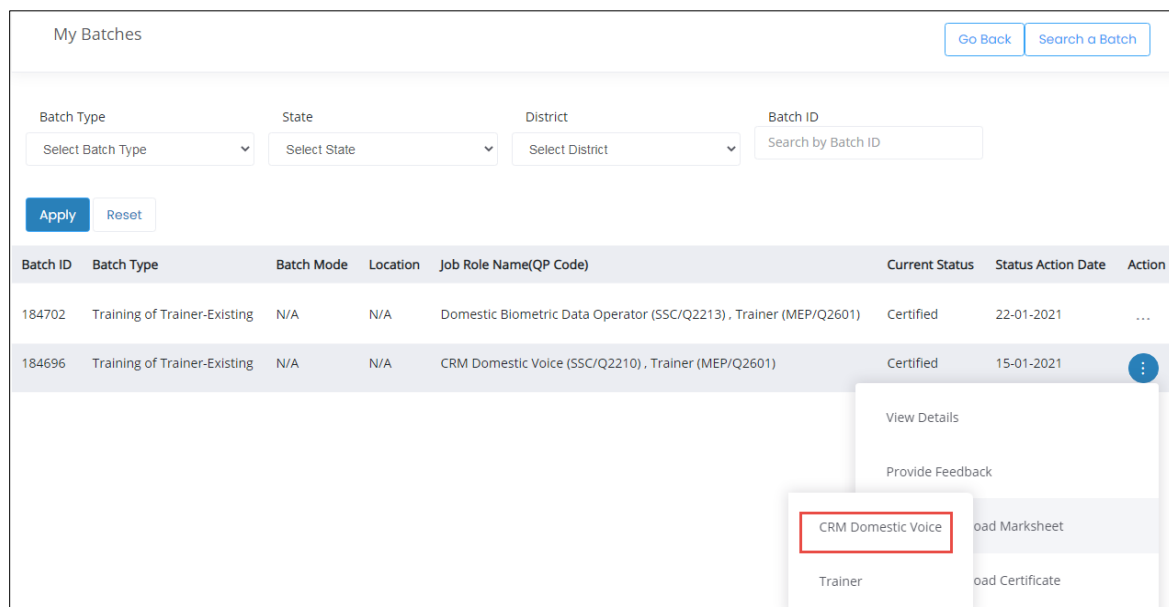 My Batches
Go Back Search a Batch
Batch Type State District Batch ID
Select Batch Type Select State Select District Search by Batch ID
Apply Reset
Batch ID Batch Type Batch Mode Location Job Role Name(QP Code) Current Status Status Action Date Action
184702 Training of Trainer-Existing N/A N/A Domestic Biometric Data Operator (SSC/Q2213) , Trainer (MEP/Q2601) Certified 22-01-2021 ...
184696 Training of Trainer-Existing N/A N/A CRM Domestic Voice (SSC/Q2210) , Trainer (MEP/Q2601) Certified 15-01-2021
View Details
Provide Feedback
CRM Domestic Voice oad Marksheet
Trainer oad Certificate